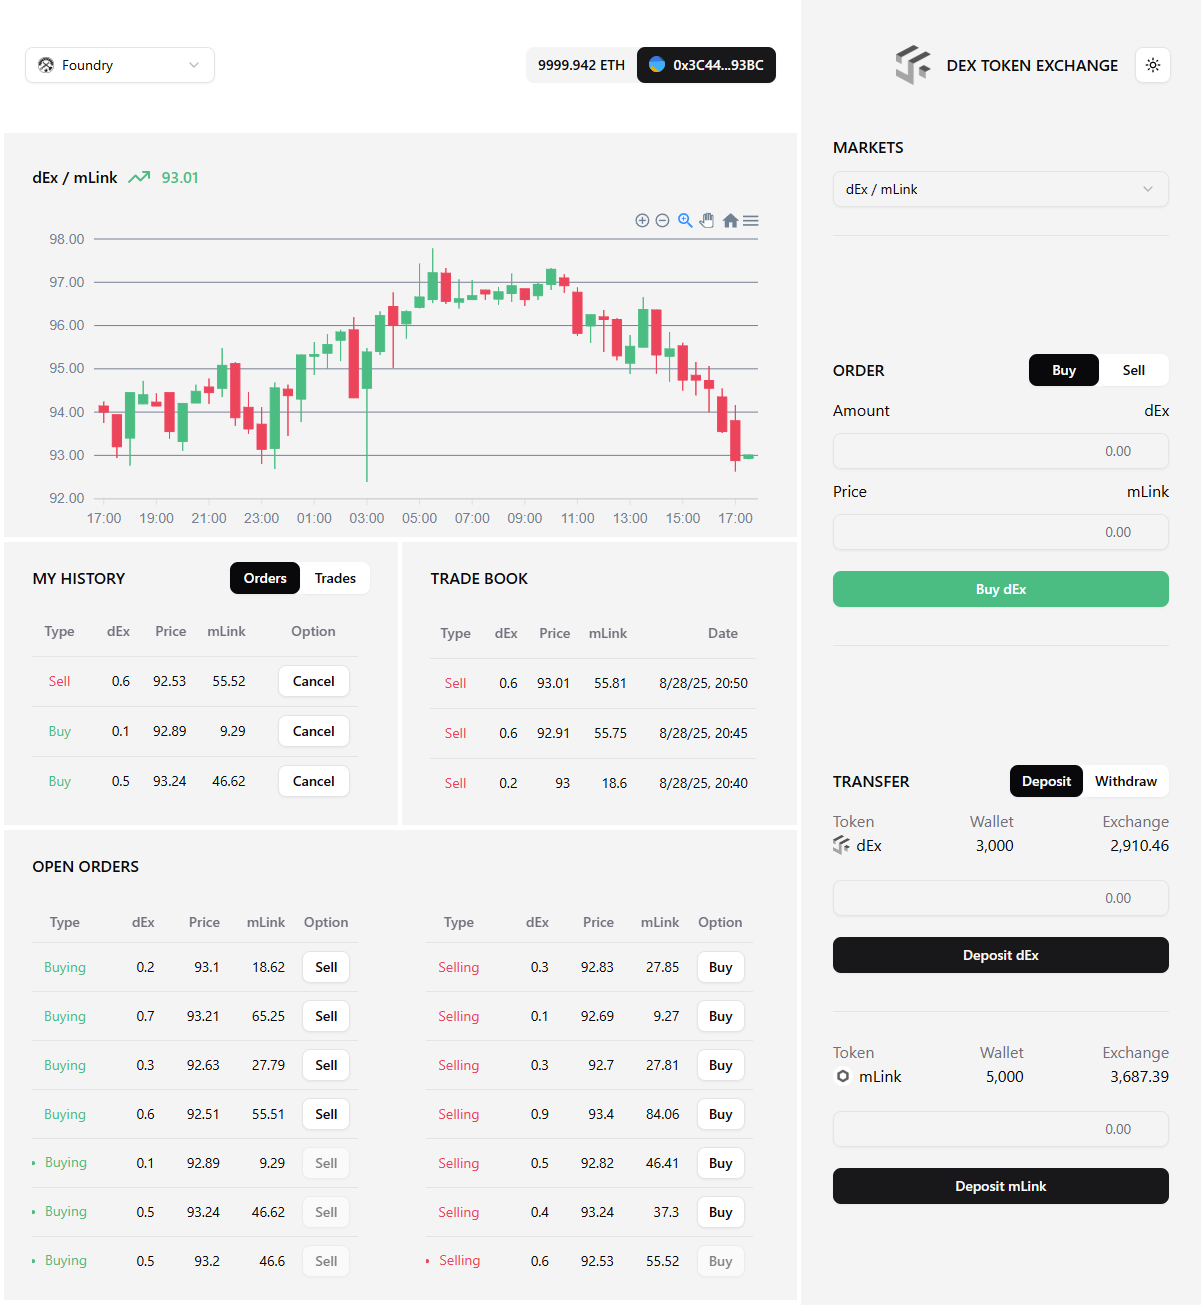 Foundry
9999.942 ETH 0x3C44...93BC
DEX TOKEN EXCHANGE
dEx / mLink 93.01
98.00
97.00
96.00
95.00
94.00
93.00
92.00
17:00 19:00 21:00 23:00 01:00 03:00 05:00 07:00 09:00 11:00 13:00 15:00 17:00
MY HISTORY Orders Trades
Type dEx Price mLink Option
Sell 0.6 92.53 55.52 Cancel
Buy 0.1 92.89 9.29 Cancel
Buy 0.5 93.24 46.62 Cancel
TRADE BOOK
Type dEx Price mLink Date
Sell 0.6 93.01 55.81 8/28/25, 20:50
Sell 0.6 92.91 55.75 8/28/25, 20:45
Sell 0.2 93 18.6 8/28/25, 20:40
OPEN ORDERS
Type dEx Price mLink Option
Buying 0.2 93.1 18.62 Sell
Buying 0.7 93.21 65.25 Sell
Buying 0.3 92.63 27.79 Sell
Buying 0.6 92.51 55.51 Sell
Buying 0.1 92.89 9.29 Sell
Buying 0.5 93.24 46.62 Sell
Buying 0.5 93.2 46.6 Sell
Type dEx Price mLink Option
Selling 0.3 92.83 27.85 Buy
Selling 0.1 92.69 9.27 Buy
Selling 0.3 92.7 27.81 Buy
Selling 0.9 93.4 84.06 Buy
Selling 0.5 92.82 46.41 Buy
Selling 0.4 93.24 37.3 Buy
Selling 0.6 92.53 55.52 Buy
MARKETS
dEx / mLink
ORDER Buy Sell
Amount dEx
0.00
Price mLink
0.00
Buy dEx
TRANSFER Deposit Withdraw
Token Wallet Exchange
dEx 3,000 2,910.46
0.00
Deposit dEx
Token Wallet Exchange
mLink 5,000 3,687.39
0.00
Deposit mLink